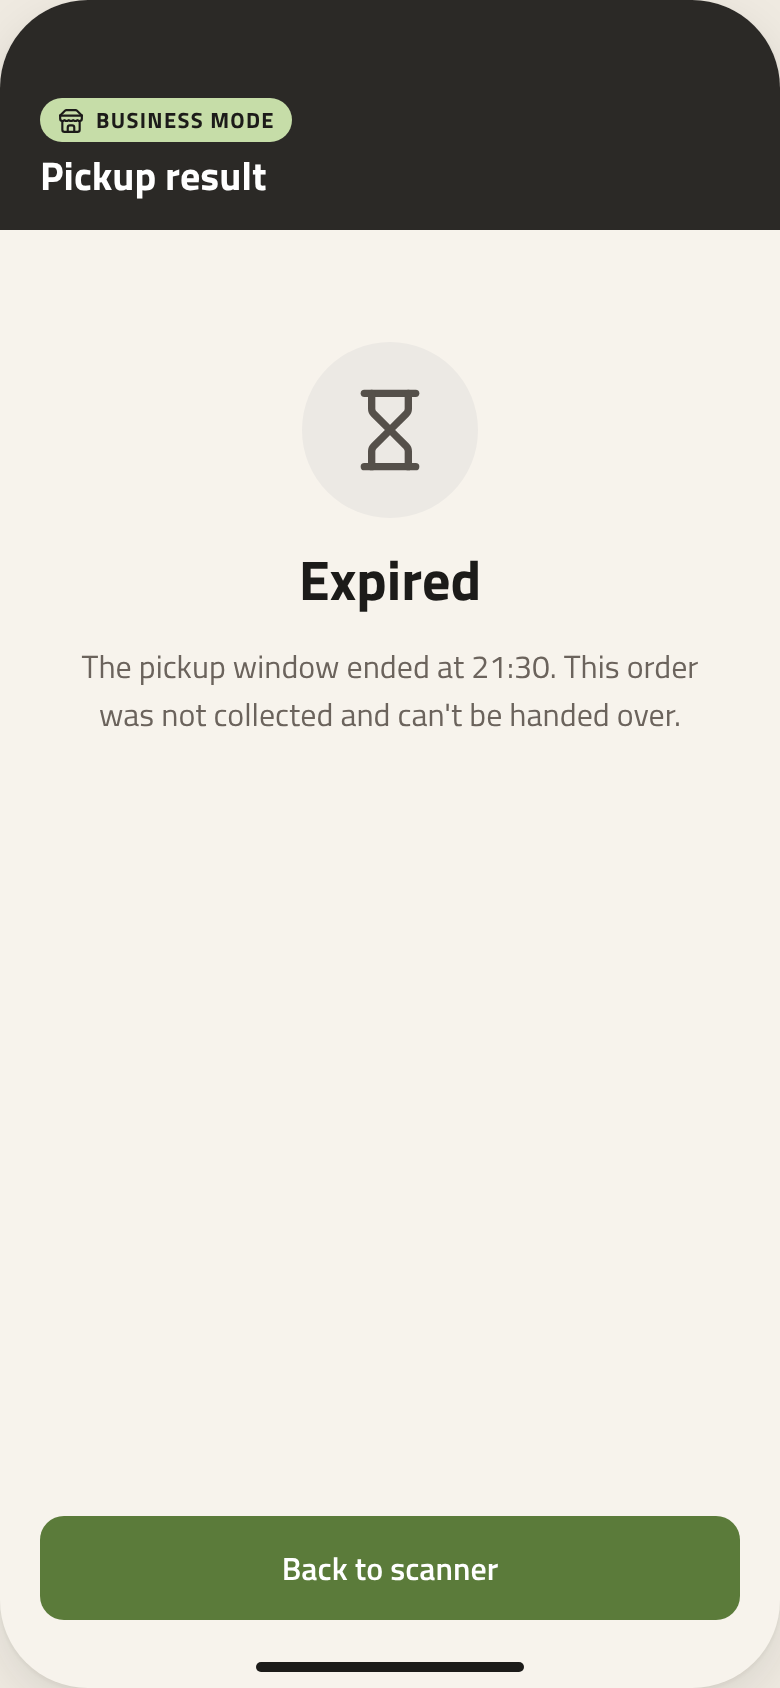 BUSINESS MODE
Pickup result
Expired
The pickup window ended at 21:30. This order
was not collected and can't be handed over.
Back to scanner